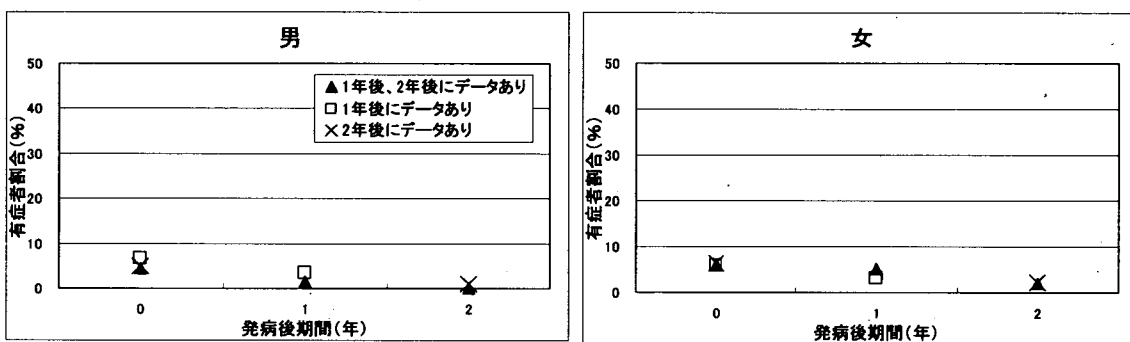 男
50
40
30
20
10
0
有症者割合(%)
▲1年後、2年後にデータあり
□1年後にデータあり
×2年後にデータあり
0 1 2
発病後期間(年)
女
50
40
30
20
10
0
有症者割合(%)
0 1 2
発病後期間(年)